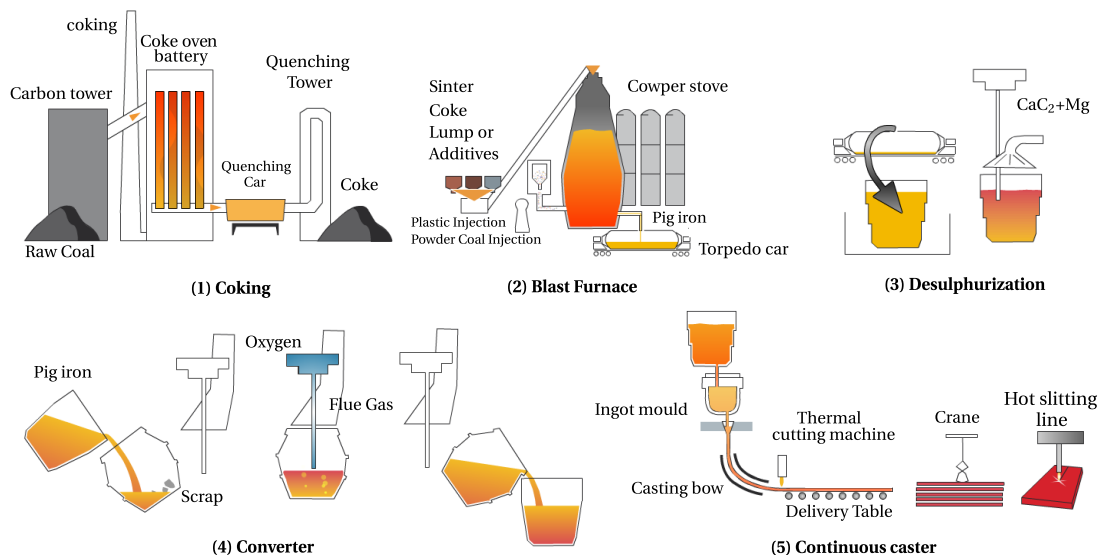 coking
Coke oven
battery
Quenching
Tower
Carbon tower
Quenching
Car
Coke
Raw Coal
(1) Coking
Sinter
Coke
Lump or
Additives
Cowper stove
Plastic Injection
Powder Coal Injection
Pig iron
Torpedo car
(2) Blast Furnace
CaC₂+Mg
(3) Desulphurization
Pig iron
Scrap
Oxygen
Flue Gas
(4) Converter
Ingot mould
Casting bow
Thermal
cutting machine
Delivery Table
Crane
Hot slitting
line
(5) Continuous caster